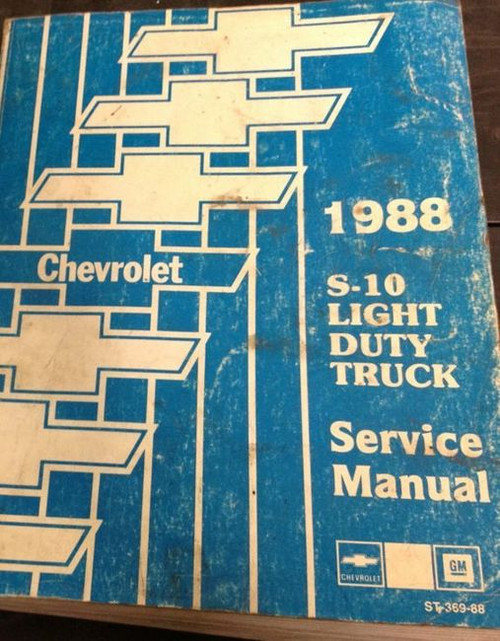 Chevrolet
1988
S-10
LIGHT
DUTY
TRUCK
Service
Manual
CHEVROLET
GM
ST-369-88